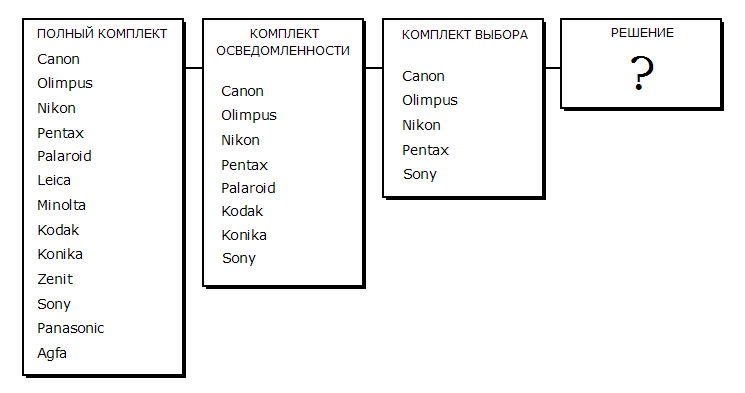 ПОЛНЫЙ КОМПЛЕКТ
Canon
Olimpus
Nikon
Pentax
Palaroid
Leica
Minolta
Kodak
Konika
Zenit
Sony
Panasonic
Agfa
КОМПЛЕКТ
ОСВЕДОМЛЕННОСТИ
Canon
Olimpus
Nikon
Pentax
Palaroid
Kodak
Konika
Sony
КОМПЛЕКТ ВЫБОРА
Canon
Olimpus
Nikon
Pentax
Sony
РЕШЕНИЕ
?